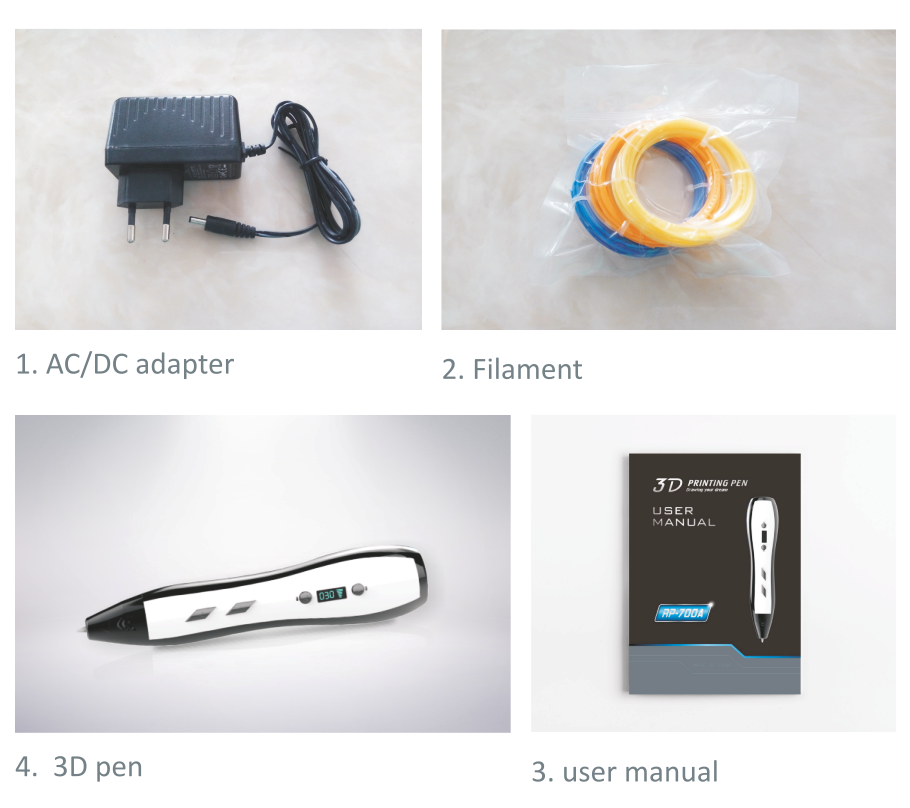 1. AC/DC adapter
2. Filament
030
3D PRINTING PEN
Drawing your dream
USER
MANUAL
RP-700A
4. 3D pen
3. user manual